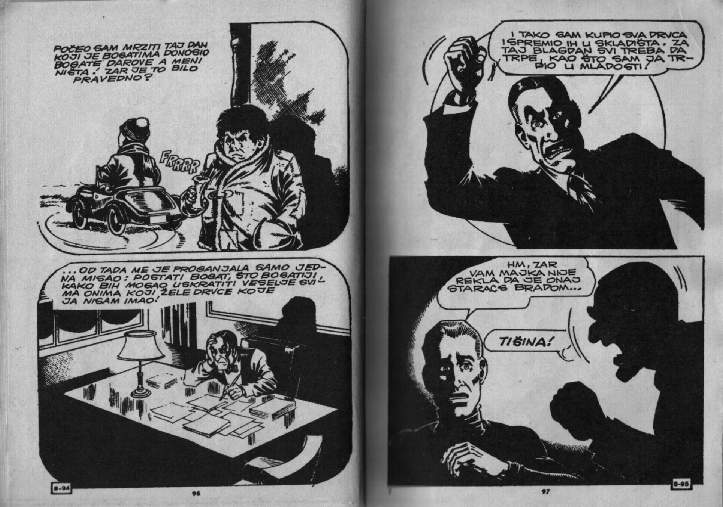 POČEO SAM MRZITI TAJ DAN
KOJI JE BOGATIMA DONOSIO
BOGATE DAROVE A MENI
NIŠTA! ZAR JE TO BILO
PRAVEDNO?
FRRRR
...OD TADA ME JE PROGANJALA SAMO JED-
NA MISAO: POSTATI BOGAT, ŠTO BOGATIJI,
KAKO BIH MOGAO USKRATITI VESELJE SVI-
MA ONIMA KOJI ŽELE DRVCE KOJE
JA NISAM IMAO!
8-94
96
I TAKO SAM KUPIO SVA DRVCA
I SPREMIO IH U SKLADIŠTA. ZA
TAJ BLAGDAN SVI TREBA DA
TRPE, KAO ŠTO SAM JA TR-
PIO U MLADOSTI!
HM, ZAR
VAM MAJKA NIJE
REKLA DA JE ONAJ
STARAC S BRADOM...
TIŠINA!
97
8-95